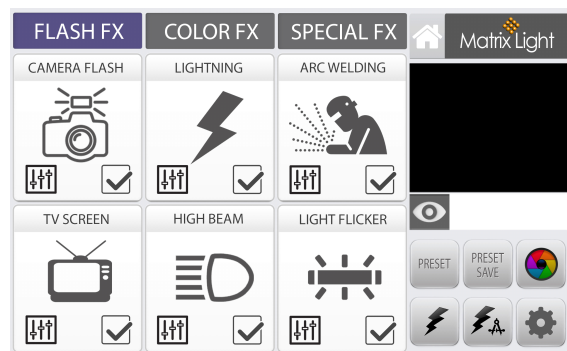 FLASH FX
COLOR FX
SPECIAL FX
Matrix Light
CAMERA FLASH
LIGHTNING
ARC WELDING
TV SCREEN
HIGH BEAM
LIGHT FLICKER
PRESET
PRESET
SAVE